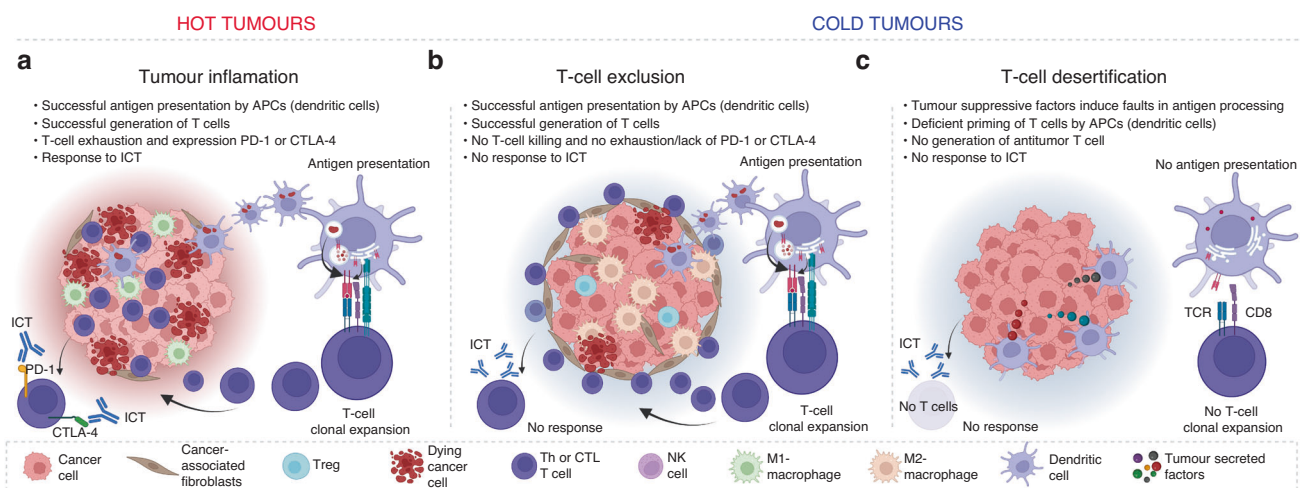 HOT TUMOURS
COLD TUMOURS
a
Tumour inflamation
• Successful antigen presentation by APCs (dendritic cells)
• Successful generation of T cells
• T-cell exhaustion and expression PD-1 or CTLA-4
• Response to ICT
Antigen presentation
ICT
PD-1
CTLA-4
ICT
T-cell
clonal expansion
b
T-cell exclusion
• Successful antigen presentation by APCs (dendritic cells)
• Successful generation of T cells
• No T-cell killing and no exhaustion/lack of PD-1 or CTLA-4
• No response to ICT
Antigen presentation
ICT
No response
T-cell
clonal expansion
c
T-cell desertification
• Tumour suppressive factors induce faults in antigen processing
• Deficient priming of T cells by APCs (dendritic cells)
• No generation of antitumor T cell
• No response to ICT
No antigen presentation
TCR
CD8
ICT
No T cells
No response
No T-cell
clonal expansion
Cancer
cell
Cancer-
associated
fibroblasts
Treg
Dying
cancer
cell
Th or CTL
T cell
NK
cell
M1-
macrophage
M2-
macrophage
Dendritic
cell
Tumour secreted
factors